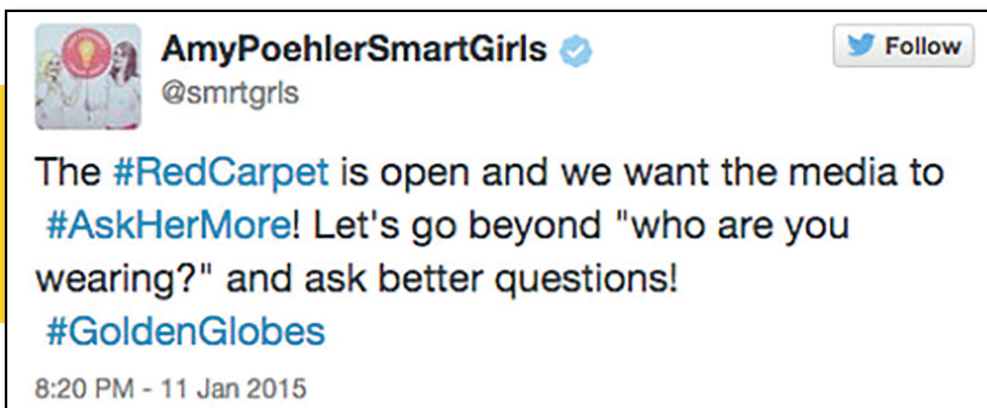 AmyPoehlerSmartGirls
Follow
@smrtgrls
The #RedCarpet is open and we want the media to
#AskHerMore! Let's go beyond "who are you
wearing?" and ask better questions!
#GoldenGlobes
8:20 PM - 11 Jan 2015